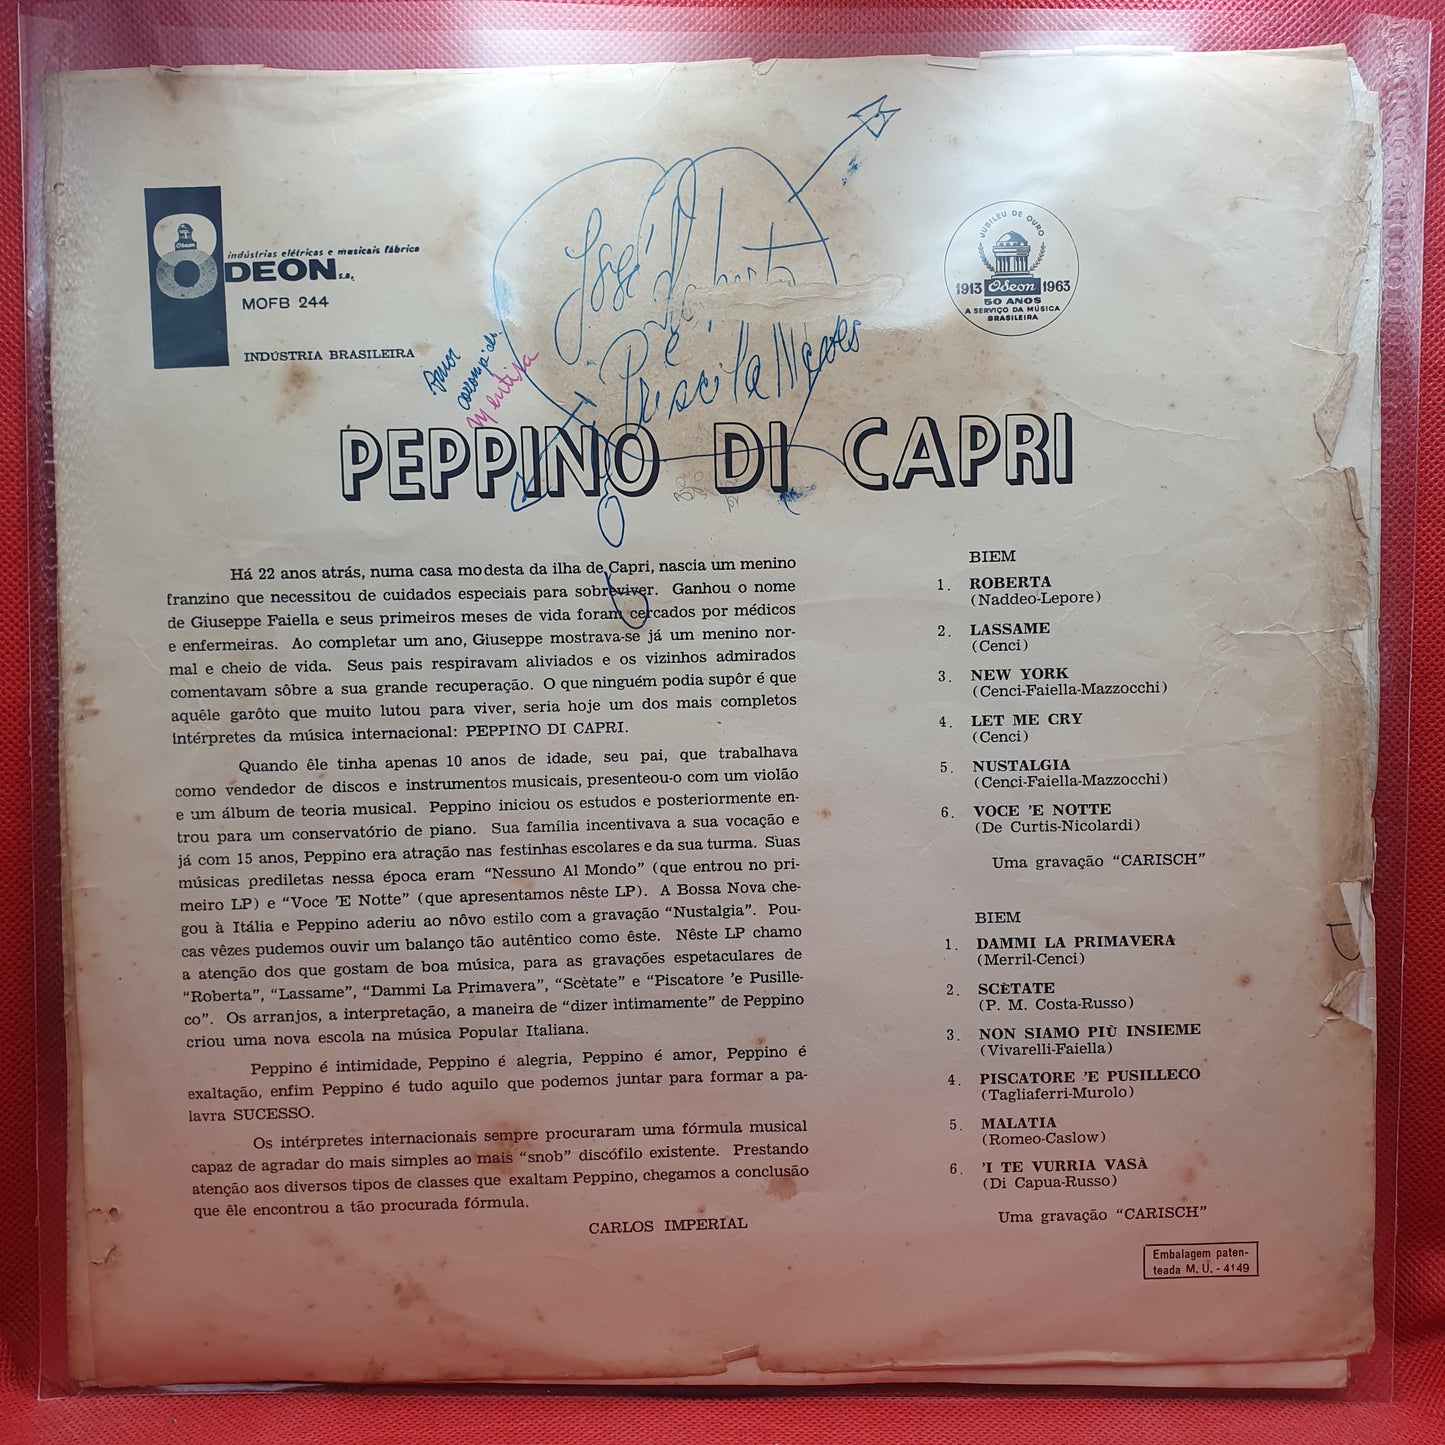 indústrias elétricas e musicais fábrica
ODEON S.A.
MOFB 244
INDÚSTRIA BRASILEIRA
José Roberto
e
Priscila Neves
Amor
mentira
JUBILEU DE OURO
1913 Odeon 1963
50 ANOS
A SERVIÇO DA MÚSICA
BRASILEIRA
PEPPINO DI CAPRI
Há 22 anos atrás, numa casa modesta da ilha de Capri, nascia um menino
franzino que necessitou de cuidados especiais para sobreviver. Ganhou o nome
de Giuseppe Faiella e seus primeiros meses de vida foram cercados por médicos
e enfermeiras. Ao completar um ano, Giuseppe mostrava-se já um menino nor-
mal e cheio de vida. Seus pais respiravam aliviados e os vizinhos admirados
comentavam sôbre a sua grande recuperação. O que ninguém podia supôr é que
aquêle garôto que muito lutou para viver, seria hoje um dos mais completos
intérpretes da música internacional: PEPPINO DI CAPRI.
Quando êle tinha apenas 10 anos de idade, seu pai, que trabalhava
como vendedor de discos e instrumentos musicais, presenteou-o com um violão
e um álbum de teoria musical. Peppino iniciou os estudos e posteriormente en-
trou para um conservatório de piano. Sua família incentivava a sua vocação e
já com 15 anos, Peppino era atração nas festinhas escolares e da sua turma. Suas
músicas prediletas nessa época eram “Nessuno Al Mondo” (que entrou no pri-
meiro LP) e “Voce 'E Notte” (que apresentamos nêste LP). A Bossa Nova che-
gou à Itália e Peppino aderiu ao nôvo estilo com a gravação “Nustalgia”. Pou-
cas vêzes pudemos ouvir um balanço tão autêntico como êste. Nêste LP chamo
a atenção dos que gostam de boa música, para as gravações espetaculares de
“Roberta”, “Lassame”, “Dammi La Primavera”, “Scètate” e “Piscatore 'e Pusille-
co”. Os arranjos, a interpretação, a maneira de “dizer intimamente” de Peppino
criou uma nova escola na música Popular Italiana.
Peppino é intimidade, Peppino é alegria, Peppino é amor, Peppino é
exaltação, enfim Peppino é tudo aquilo que podemos juntar para formar a pa-
lavra SUCESSO.
Os intérpretes internacionais sempre procuraram uma fórmula musical
capaz de agradar do mais simples ao mais “snob” discófilo existente. Prestando
atenção aos diversos tipos de classes que exaltam Peppino, chegamos a conclusão
que êle encontrou a tão procurada fórmula.
CARLOS IMPERIAL
BIEM
1. ROBERTA
(Naddeo-Lepore)
2. LASSAME
(Cenci)
3. NEW YORK
(Cenci-Faiella-Mazzocchi)
4. LET ME CRY
(Cenci)
5. NUSTALGIA
(Cenci-Faiella-Mazzocchi)
6. VOCE 'E NOTTE
(De Curtis-Nicolardi)
Uma gravação “CARISCH”
BIEM
1. DAMMI LA PRIMAVERA
(Merril-Cenci)
2. SCÈTATE
(P. M. Costa-Russo)
3. NON SIAMO PIÙ INSIEME
(Vivarelli-Faiella)
4. PISCATORE 'E PUSILLECO
(Tagliaferri-Murolo)
5. MALATIA
(Romeo-Caslow)
6. 'I TE VURRIA VASÀ
(Di Capua-Russo)
Uma gravação “CARISCH”
Embalagem paten-
teada M. U. - 4149